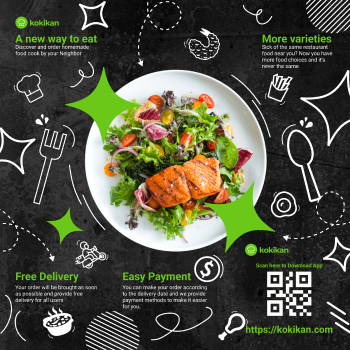 kokikan
A new way to eat
Discover and order homemade
food cook by your Neighbor
More varieties
Sick of the same restaurant
food near you? Now you have
more food choices and it's
never the same
kokikan
Scan here to Download App
Free Delivery
Your order will be brought as soon
as possible and provide free
delivery for all users
Easy Payment
You can make your order according
to the delivery date and we provide
payment methods to make it easier
for you.
$
https://kokikan.com